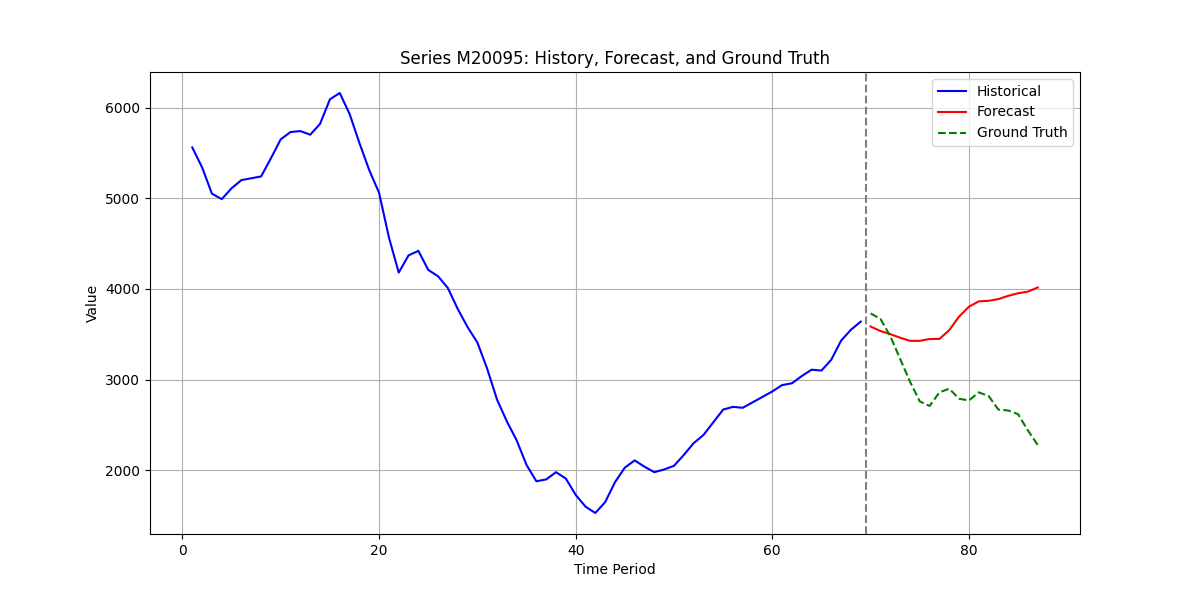 Series M20095: History, Forecast, and Ground Truth
Historical
Forecast
Ground Truth
6000
5000
4000
3000
2000
Value
0 20 40 60 80
Time Period